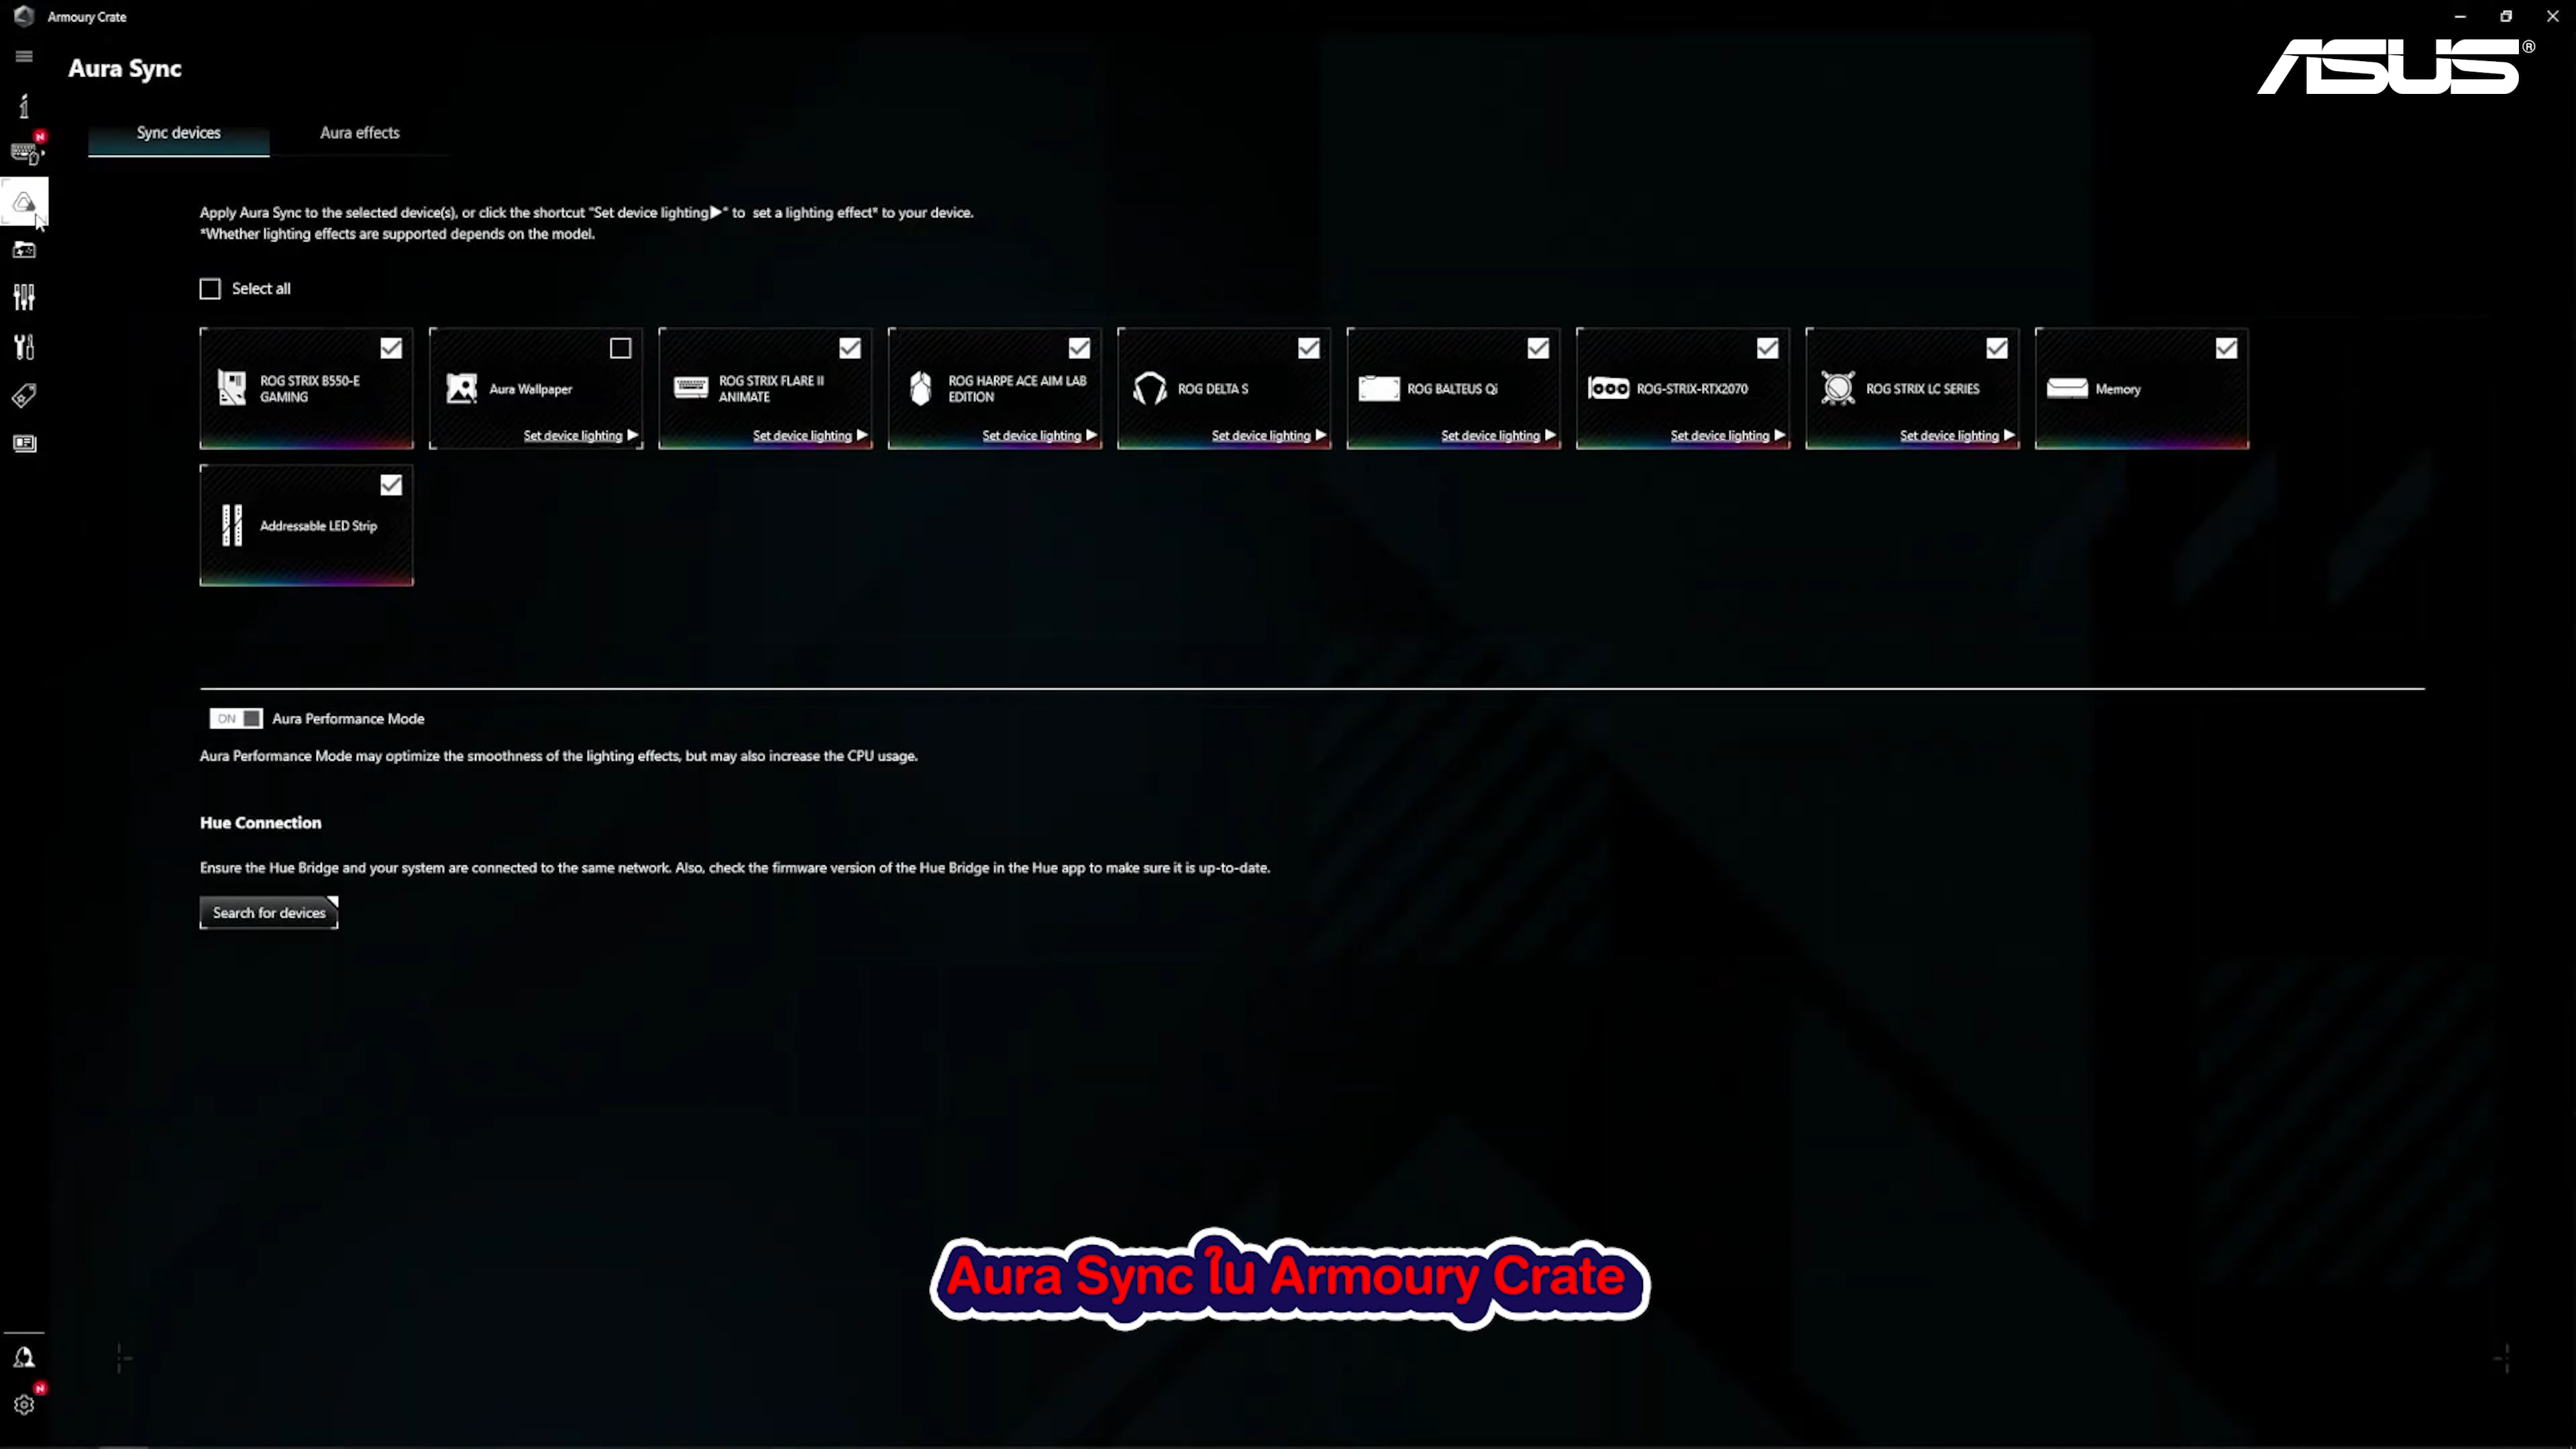 Armoury Crate
ASUS®
Aura Sync
Sync devices
Aura effects
Apply Aura Sync to the selected device(s), or click the shortcut "Set device lighting▶" to set a lighting effect* to your device.
*Whether lighting effects are supported depends on the model.
Select all
ROG STRIX B550-E
GAMING
Aura Wallpaper
Set device lighting ▶
ROG STRIX FLARE II
ANIMATE
Set device lighting ▶
ROG HARPE ACE AIM LAB
EDITION
Set device lighting ▶
ROG DELTA S
Set device lighting ▶
ROG BALTEUS Qi
Set device lighting ▶
ROG-STRIX-RTX2070
Set device lighting ▶
ROG STRIX LC SERIES
Set device lighting ▶
Memory
Addressable LED Strip
ON
Aura Performance Mode
Aura Performance Mode may optimize the smoothness of the lighting effects, but may also increase the CPU usage.
Hue Connection
Ensure the Hue Bridge and your system are connected to the same network. Also, check the firmware version of the Hue Bridge in the Hue app to make sure it is up-to-date.
Search for devices
Aura Sync ใน Armoury Crate
N
N